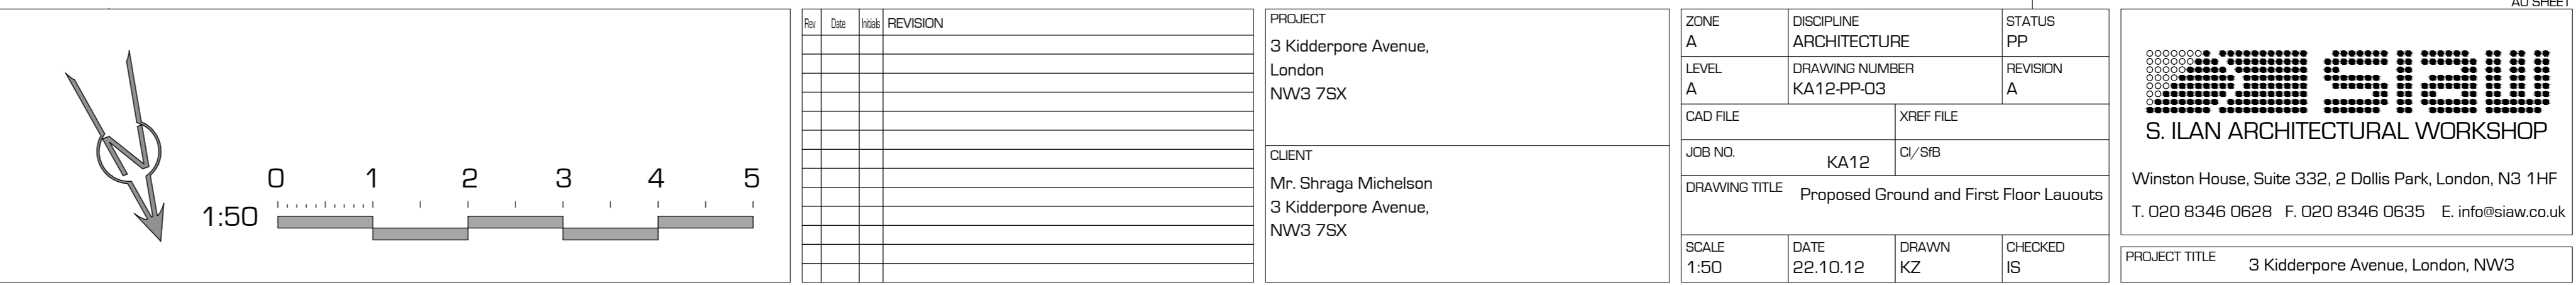 A0 SHEET
N
0 1 2 3 4 5
1:50
Rev Date Initials REVISION
PROJECT
3 Kidderpore Avenue,
London
NW3 7SX
CLIENT
Mr. Shraga Michelson
3 Kidderpore Avenue,
NW3 7SX
ZONE DISCIPLINE STATUS
A ARCHITECTURE PP
LEVEL DRAWING NUMBER REVISION
A KA12-PP-03 A
CAD FILE XREF FILE
JOB NO. KA12 CI/SfB
DRAWING TITLE Proposed Ground and First Floor Lauouts
SCALE DATE DRAWN CHECKED
1:50 22.10.12 KZ IS
siaw
S. ILAN ARCHITECTURAL WORKSHOP
Winston House, Suite 332, 2 Dollis Park, London, N3 1HF
T. 020 8346 0628 F. 020 8346 0635 E. info@siaw.co.uk
PROJECT TITLE 3 Kidderpore Avenue, London, NW3